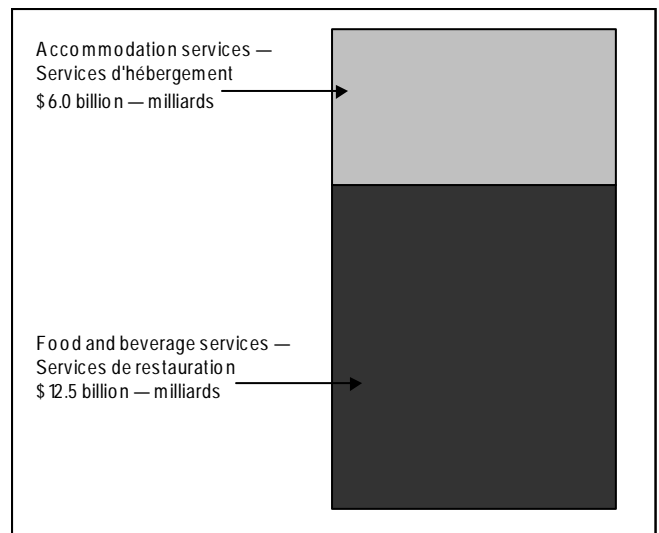 Accommodation services —
Services d'hébergement
$6.0 billion — milliards
Food and beverage services —
Services de restauration
$12.5 billion — milliards